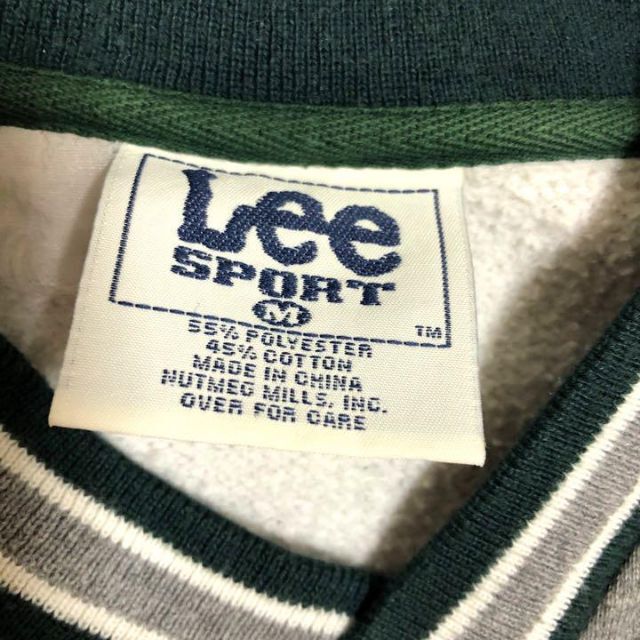 Lee
SPORT
M
TM
55% POLYESTER
45% COTTON
MADE IN CHINA
NUTMEG MILLS, INC.
OVER FOR CARE